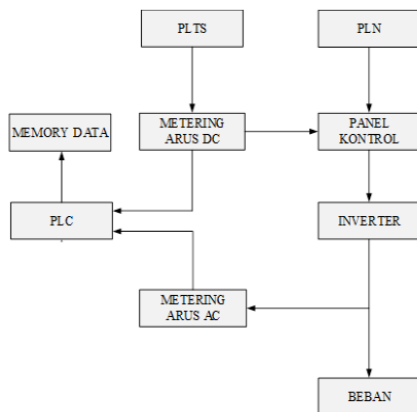 PLTS
PLN
MEMORY DATA
METERING
ARUS DC
PANEL
KONTROL
PLC
INVERTER
METERING
ARUS AC
BEBAN